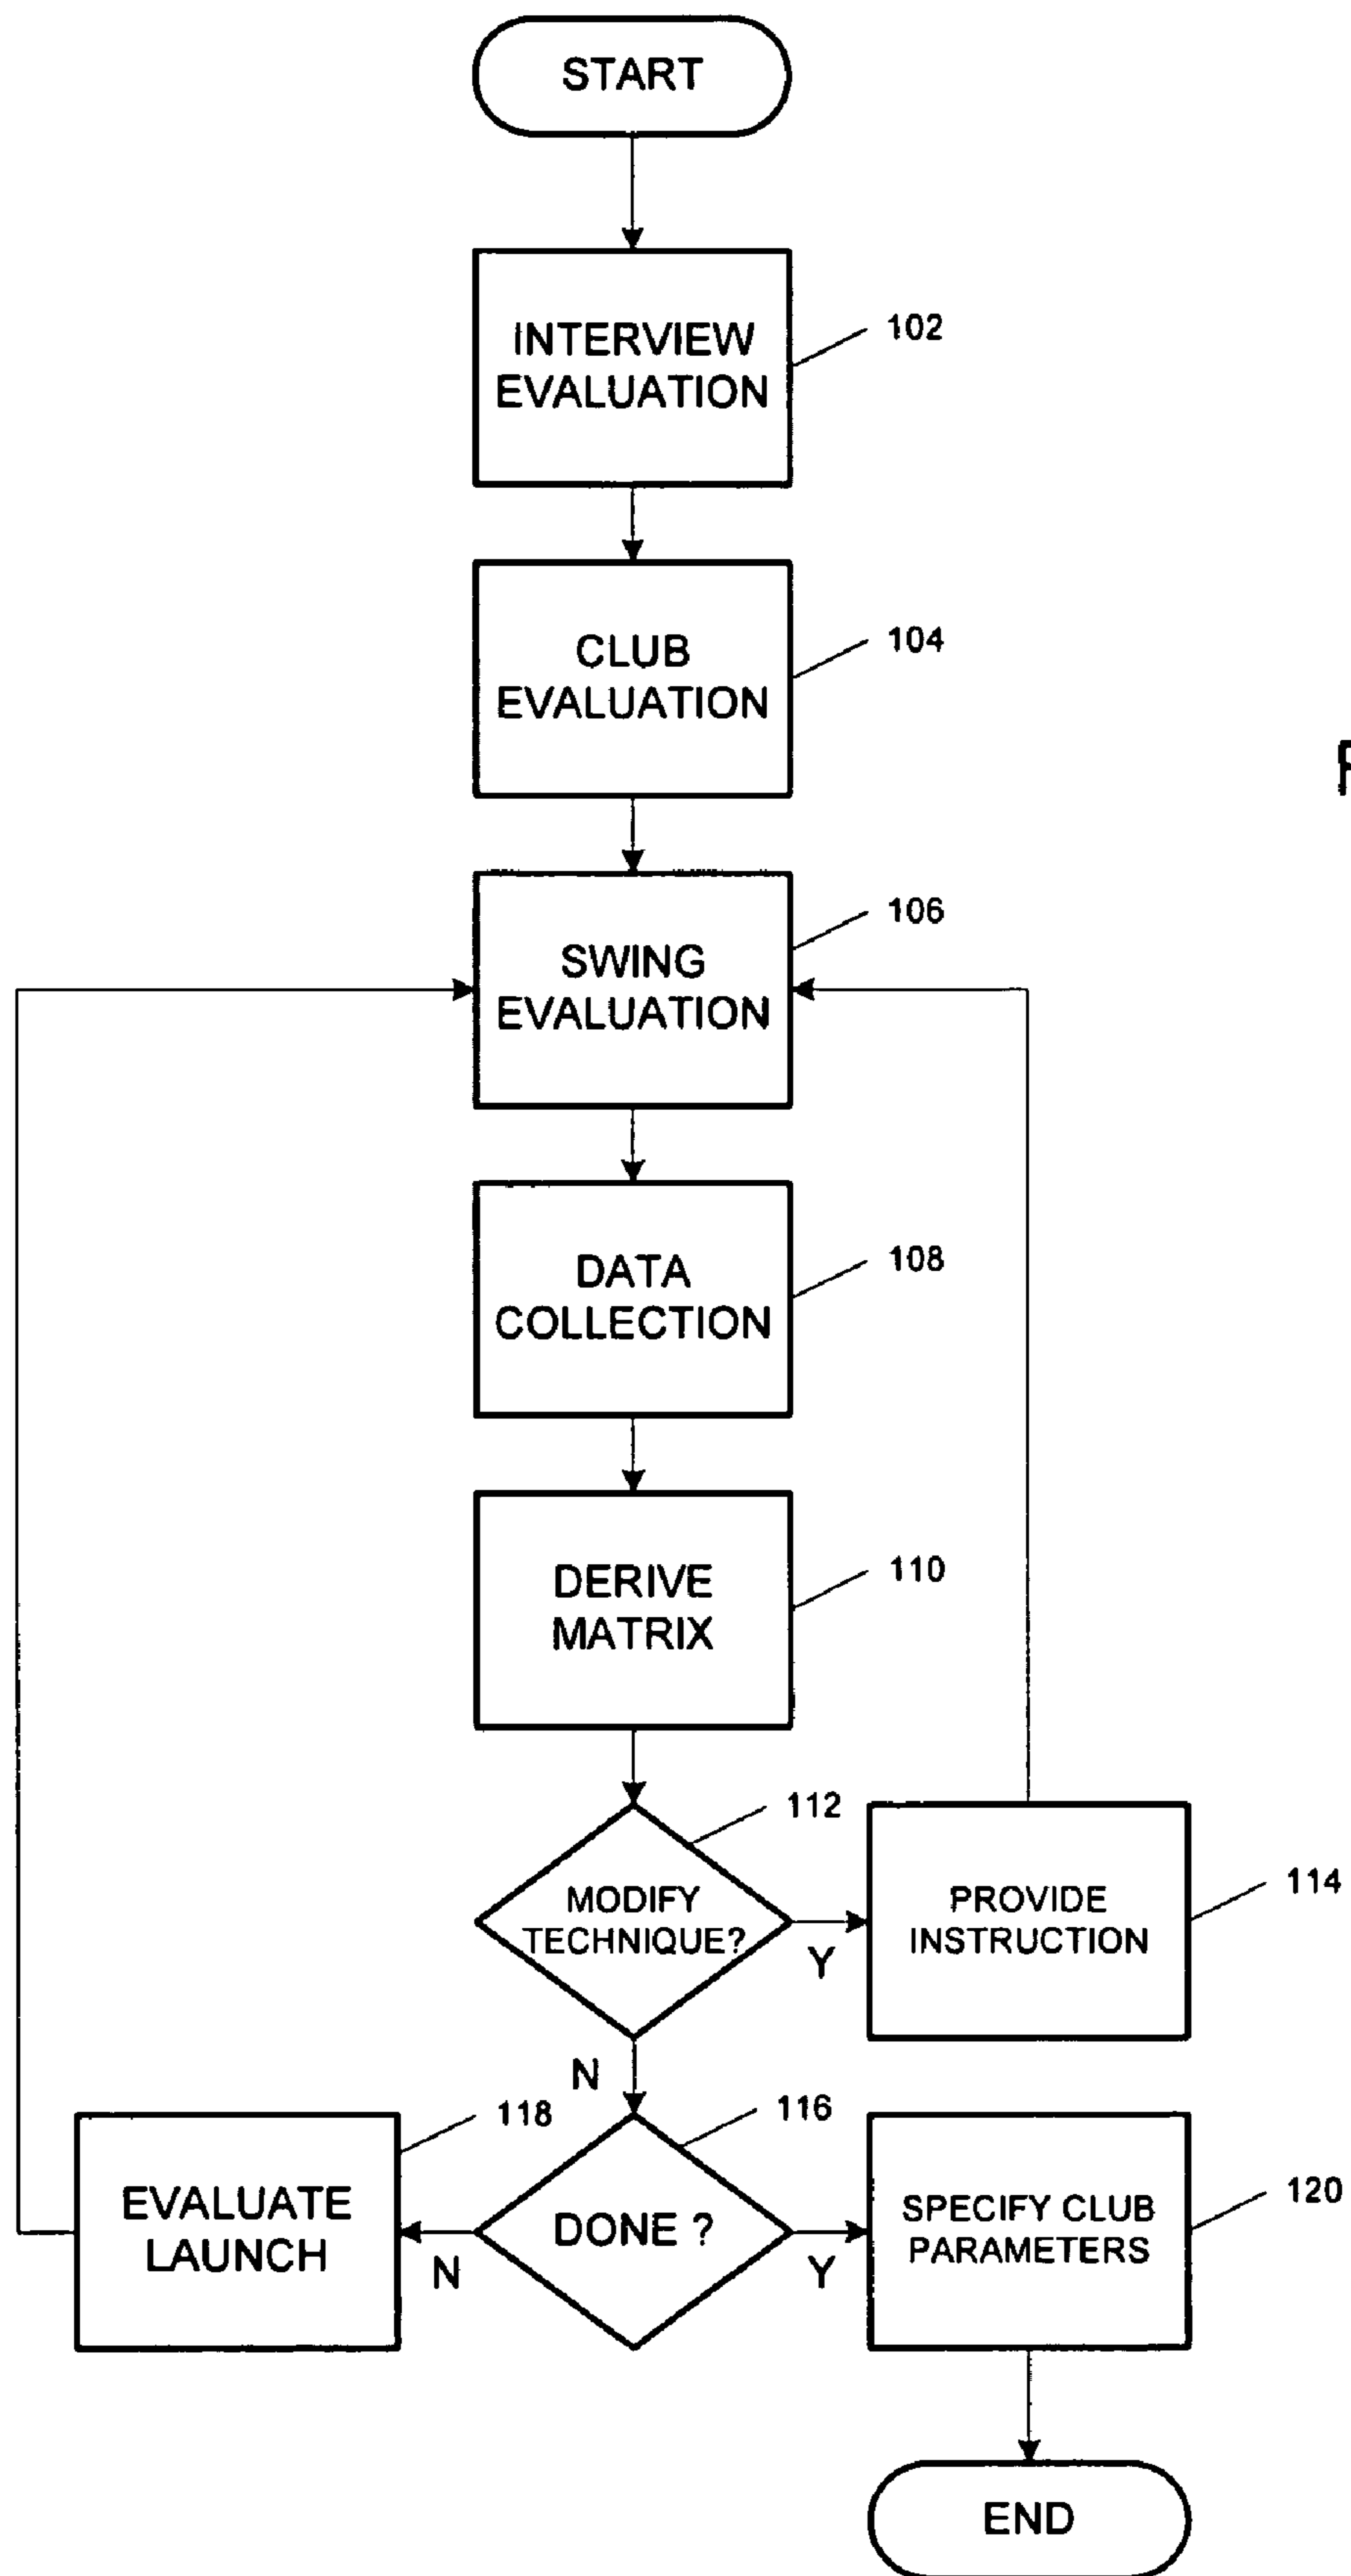 START
INTERVIEW
EVALUATION
102
CLUB
EVALUATION
104
SWING
EVALUATION
106
DATA
COLLECTION
108
DERIVE
MATRIX
110
MODIFY
TECHNIQUE?
112
Y
PROVIDE
INSTRUCTION
114
N
EVALUATE
LAUNCH
118
N
DONE ?
116
Y
SPECIFY CLUB
PARAMETERS
120
END